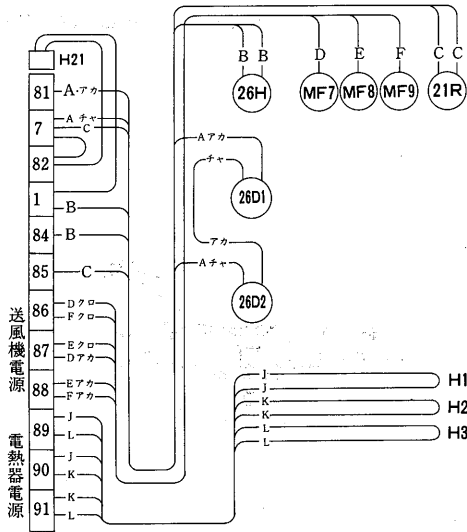 H21
81 A・アカ
7 Aチャ
C
82
1
B
84 B
85 C
86 Dクロ
Fクロ
87 Eクロ
Dアカ
88 Eアカ
Fアカ
89 J
L
90 J
K
91 K
L
送風機電源
電熱器電源
B B
26H
D
MF7
E
MF8
F
MF9
C C
21R
Aアカ
チャ
26D1
アカ
Aチャ
26D2
J
J
H1
K
K
H2
L
L
H3